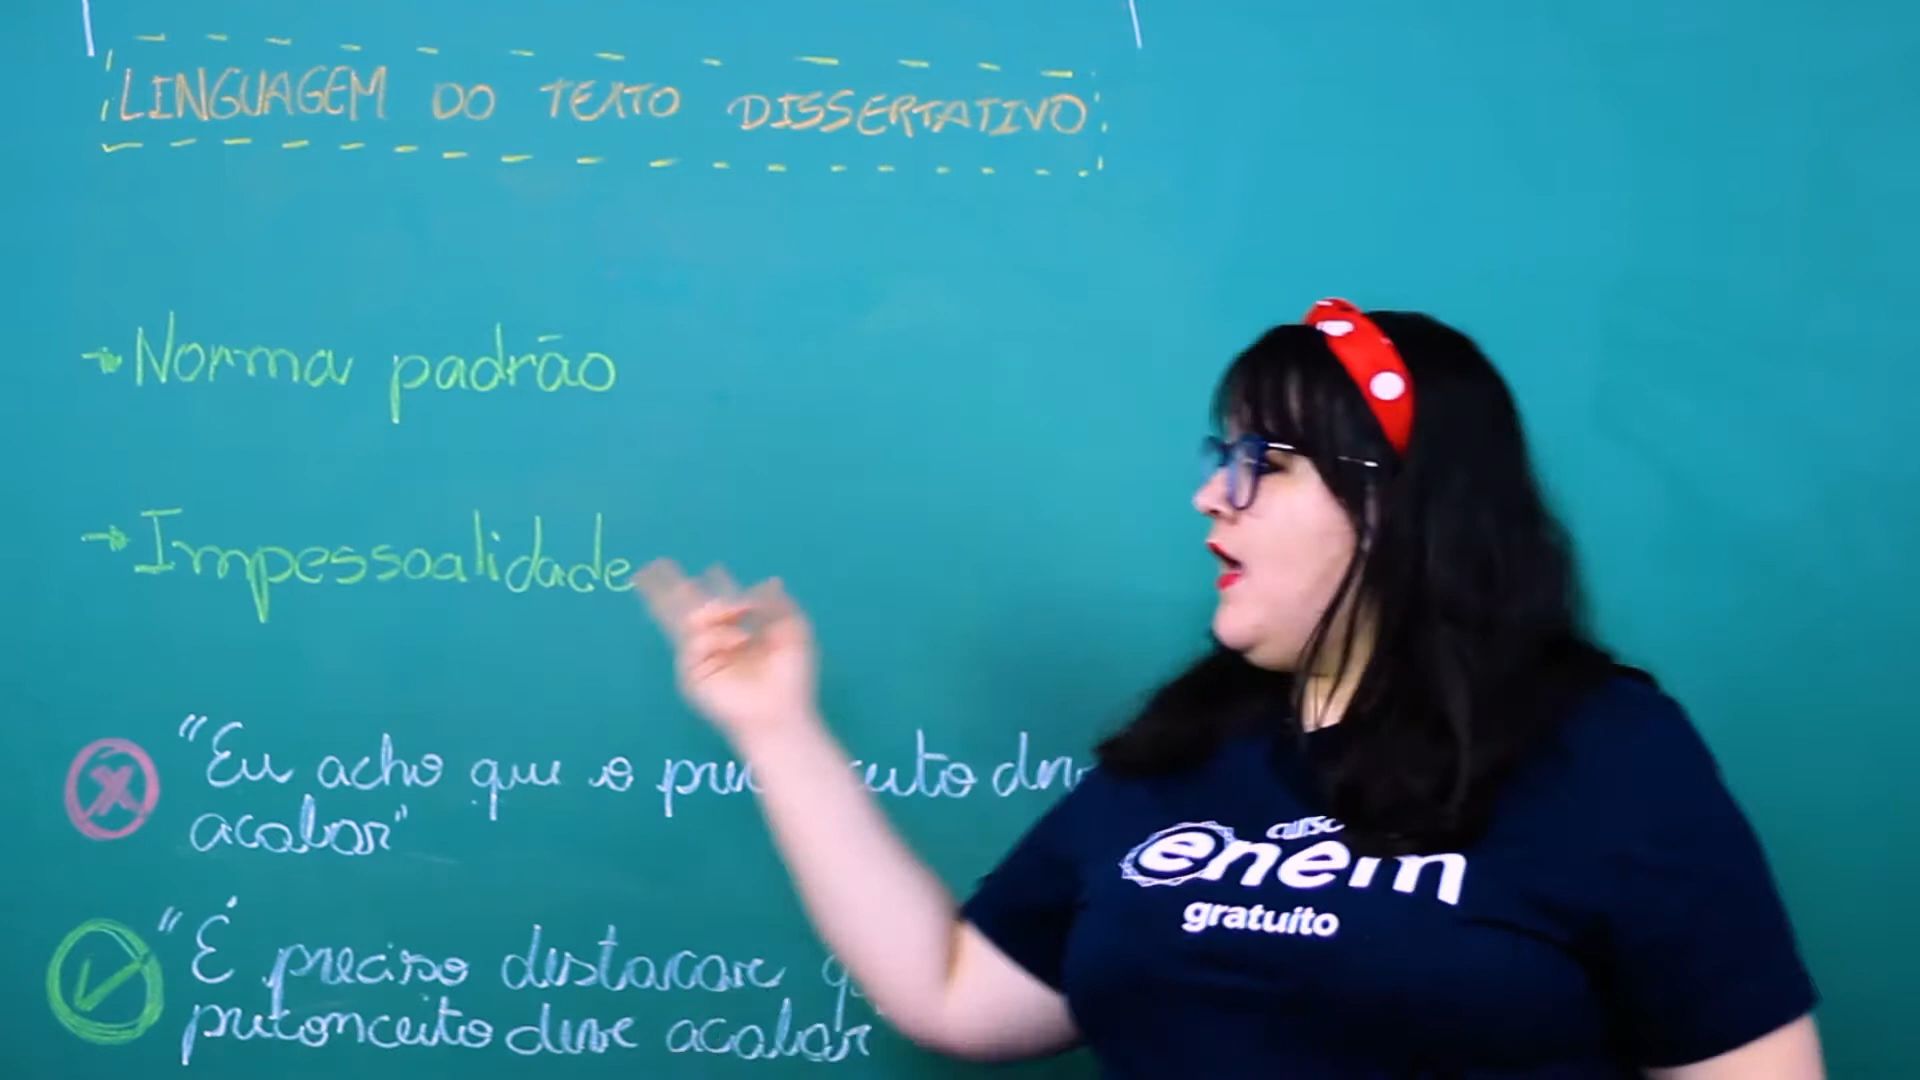 LINGUAGEM DO TEXTO DISSERTATIVO
→ Norma padrão
→ Impessoalidade
X "Eu acho que o
acabar"
"É preciso destacar
preconceito deve acabar
curso
enem
gratuito